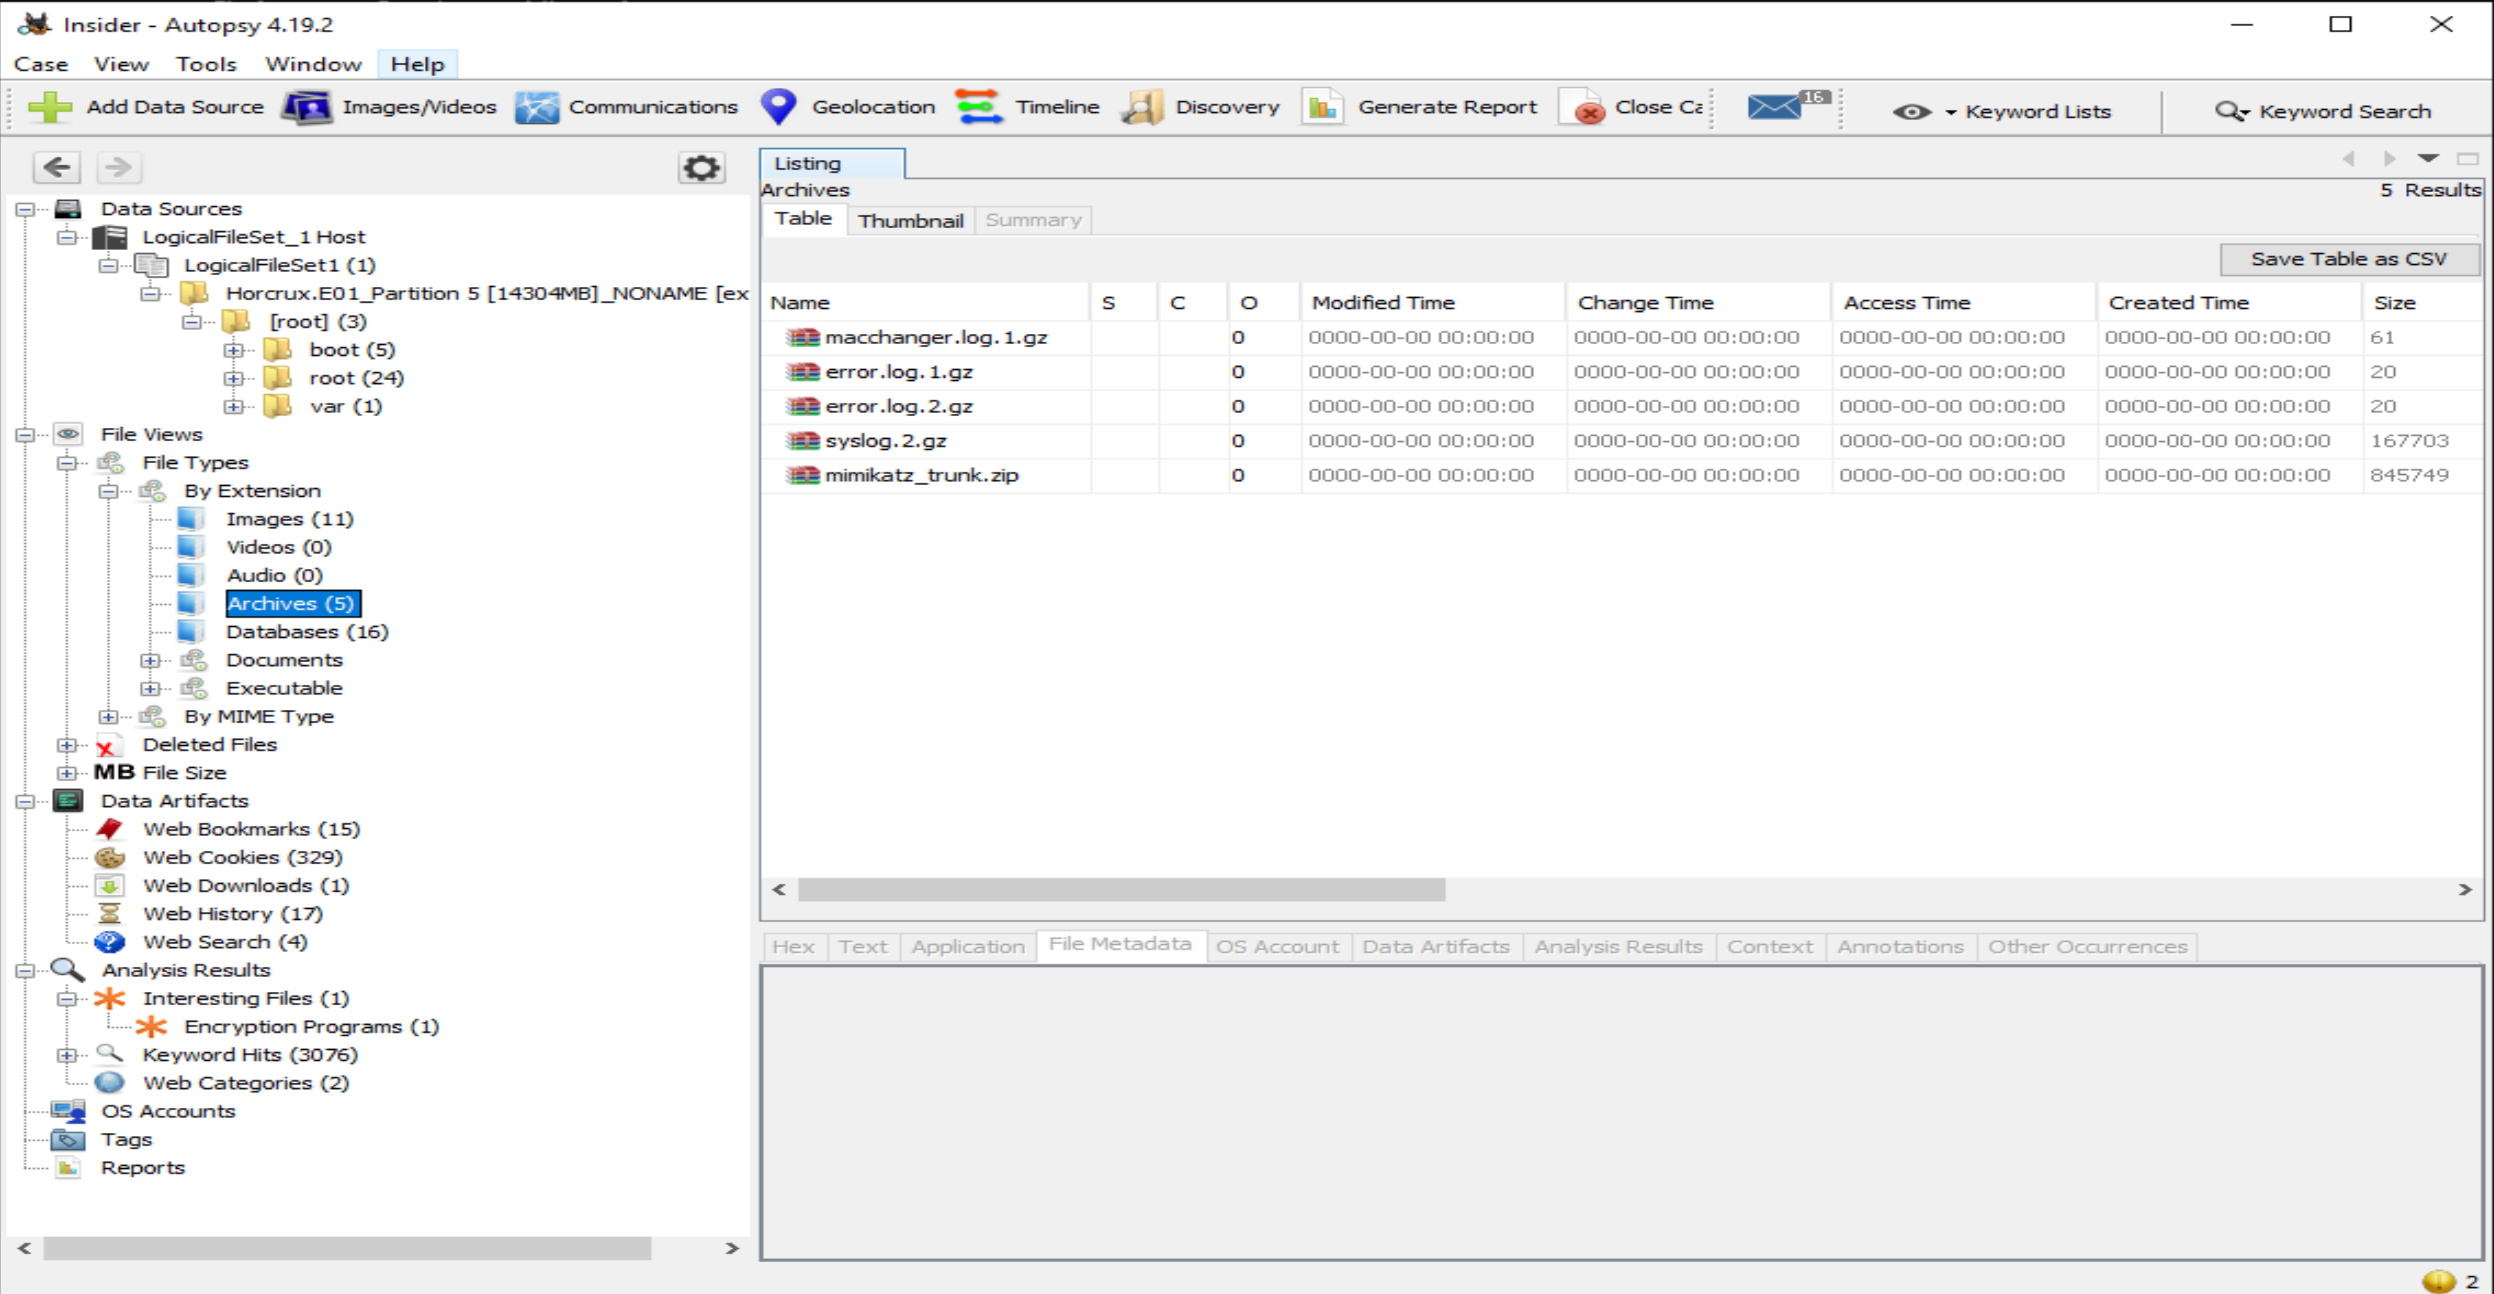 Insider - Autopsy 4.19.2
Case View Tools Window Help
Add Data Source Images/Videos Communications Geolocation Timeline Discovery Generate Report Close Ca 16 Keyword Lists Keyword Search
Data Sources
LogicalFileSet_1 Host
LogicalFileSet1 (1)
Horcrux.E01_Partition 5 [14304MB]_NONAME [ex
[root] (3)
boot (5)
root (24)
var (1)
File Views
File Types
By Extension
Images (11)
Videos (0)
Audio (0)
Archives (5)
Databases (16)
Documents
Executable
By MIME Type
Deleted Files
MB File Size
Data Artifacts
Web Bookmarks (15)
Web Cookies (329)
Web Downloads (1)
Web History (17)
Web Search (4)
Analysis Results
Interesting Files (1)
Encryption Programs (1)
Keyword Hits (3076)
Web Categories (2)
OS Accounts
Tags
Reports
Listing
Archives 5 Results
Table Thumbnail Summary
Save Table as CSV
Name S C O Modified Time Change Time Access Time Created Time Size
macchanger.log.1.gz 0 0000-00-00 00:00:00 0000-00-00 00:00:00 0000-00-00 00:00:00 0000-00-00 00:00:00 61
error.log.1.gz 0 0000-00-00 00:00:00 0000-00-00 00:00:00 0000-00-00 00:00:00 0000-00-00 00:00:00 20
error.log.2.gz 0 0000-00-00 00:00:00 0000-00-00 00:00:00 0000-00-00 00:00:00 0000-00-00 00:00:00 20
syslog.2.gz 0 0000-00-00 00:00:00 0000-00-00 00:00:00 0000-00-00 00:00:00 0000-00-00 00:00:00 167703
mimikatz_trunk.zip 0 0000-00-00 00:00:00 0000-00-00 00:00:00 0000-00-00 00:00:00 0000-00-00 00:00:00 845749
Hex Text Application File Metadata OS Account Data Artifacts Analysis Results Context Annotations Other Occurrences
2